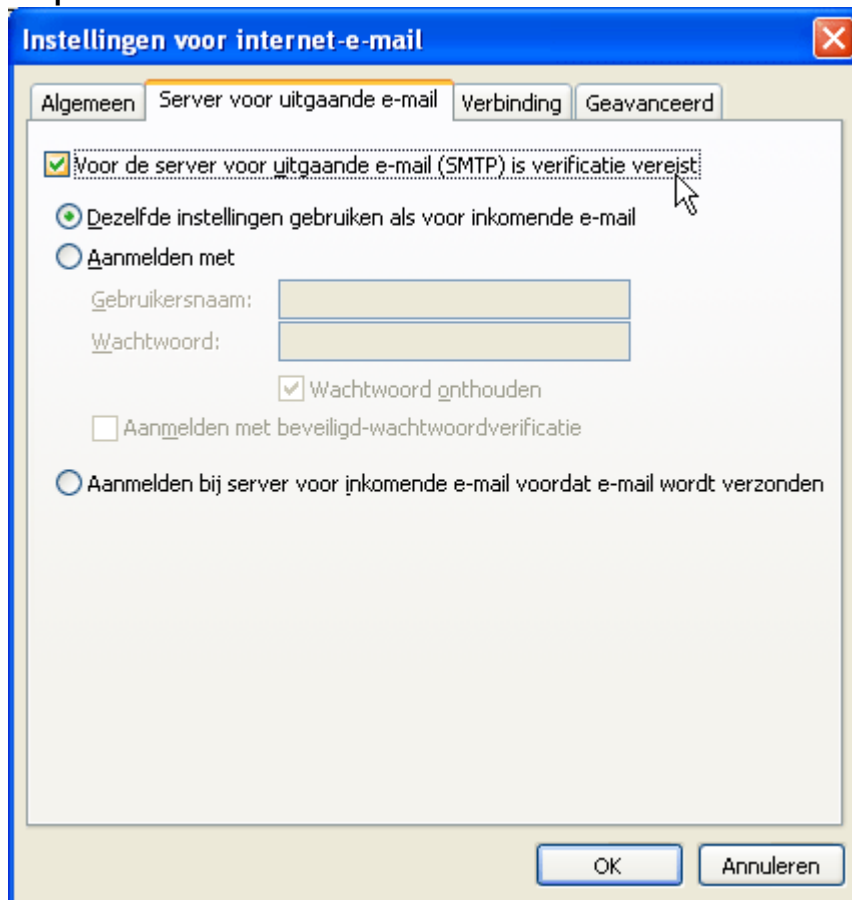 Instellingen voor internet-e-mail
Algemeen Server voor uitgaande e-mail Verbinding Geavanceerd
Voor de server voor uitgaande e-mail (SMTP) is verificatie vereist
Dezelfde instellingen gebruiken als voor inkomende e-mail
Aanmelden met
Gebruikersnaam:
Wachtwoord:
Wachtwoord onthouden
Aanmelden met beveiligd-wachtwoordverificatie
Aanmelden bij server voor inkomende e-mail voordat e-mail wordt verzonden
OK Annuleren